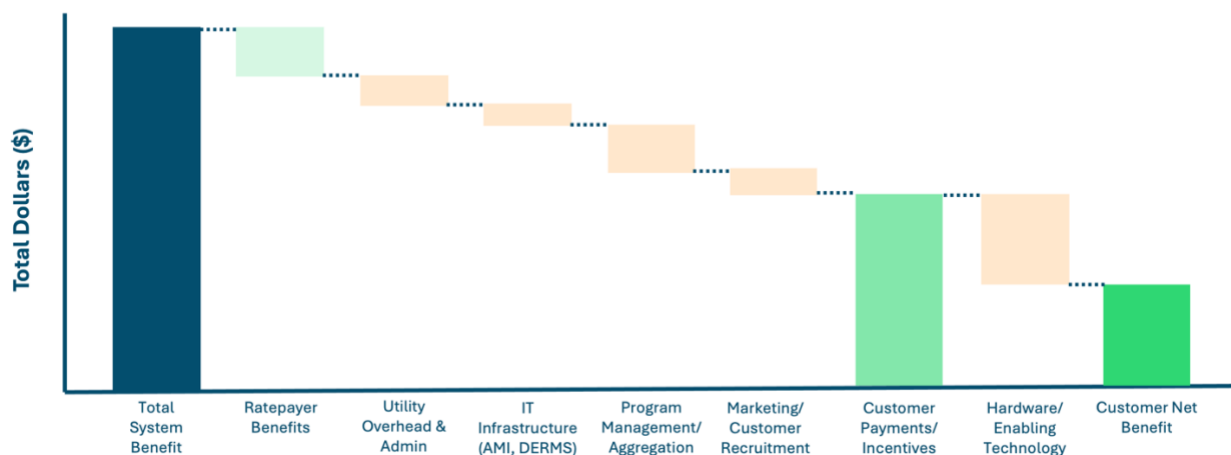 Total Dollars ($)
Total
System
Benefit
Ratepayer
Benefits
Utility
Overhead &
Admin
IT
Infrastructure
(AMI, DERMS)
Program
Management/
Aggregation
Marketing/
Customer
Recruitment
Customer
Payments/
Incentives
Hardware/
Enabling
Technology
Customer Net
Benefit